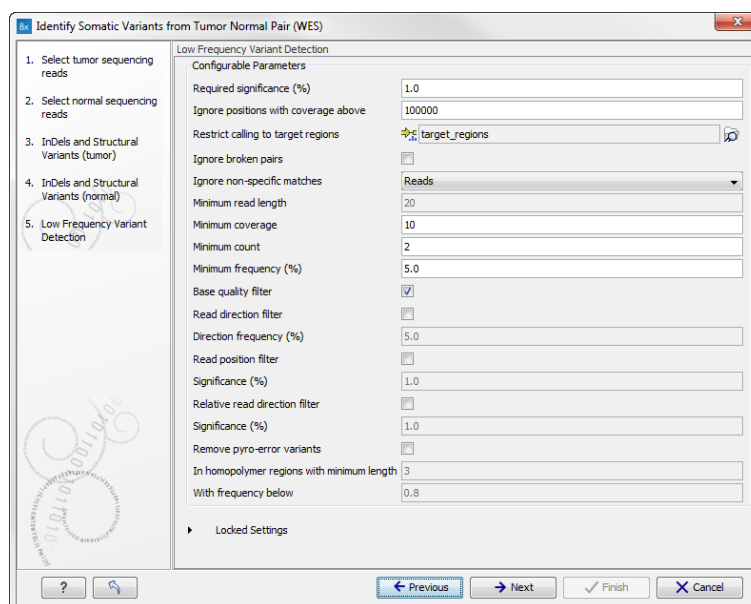 Bx Identify Somatic Variants from Tumor Normal Pair (WES)
1. Select tumor sequencing
reads
2. Select normal sequencing
reads
3. InDels and Structural
Variants (tumor)
4. InDels and Structural
Variants (normal)
5. Low Frequency Variant
Detection
Low Frequency Variant Detection
Configurable Parameters
Required significance (%) 1.0
Ignore positions with coverage above 100000
Restrict calling to target regions target_regions
Ignore broken pairs
Ignore non-specific matches Reads
Minimum read length 20
Minimum coverage 10
Minimum count 2
Minimum frequency (%) 5.0
Base quality filter
Read direction filter
Direction frequency (%) 5.0
Read position filter
Significance (%) 1.0
Relative read direction filter
Significance (%) 1.0
Remove pyro-error variants
In homopolymer regions with minimum length 3
With frequency below 0.8
Locked Settings
? Previous Next Finish Cancel